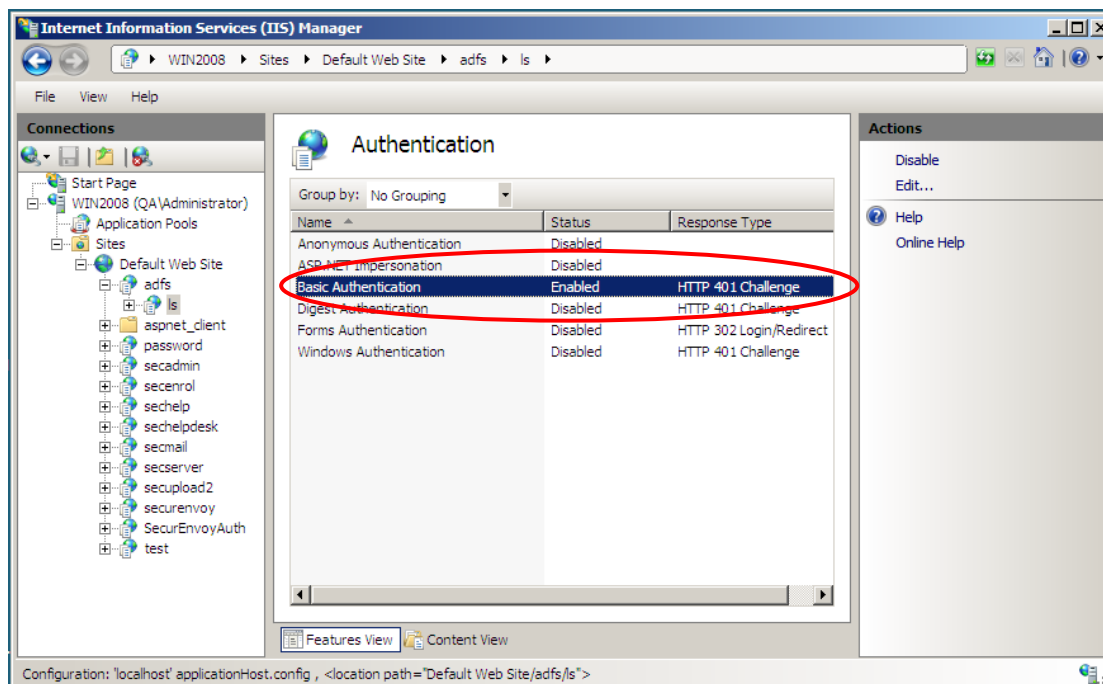 Internet Information Services (IIS) Manager
WIN2008 Sites Default Web Site adfs ls
File View Help
Connections
Start Page
WIN2008 (QA\Administrator)
Application Pools
Sites
Default Web Site
adfs
ls
aspnet_client
password
secadmin
secenrol
sechelp
sechelpdesk
secmail
secserver
secupload2
securenvoy
SecurEnvoyAuth
test
Authentication
Group by: No Grouping
Name Status Response Type
Anonymous Authentication Disabled
ASP.NET Impersonation Disabled
Basic Authentication Enabled HTTP 401 Challenge
Digest Authentication Disabled HTTP 401 Challenge
Forms Authentication Disabled HTTP 302 Login/Redirect
Windows Authentication Disabled HTTP 401 Challenge
Features View Content View
Actions
Disable
Edit...
Help
Online Help
Configuration: 'localhost' applicationHost.config , <location path="Default Web Site/adfs/ls">